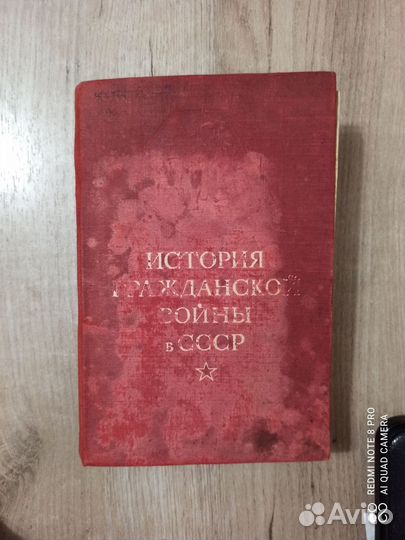 ИСТОРИЯ
ГРАЖДАНСКОЙ
ВОЙНЫ
в СССР
REDMI NOTE 8 PRO
AI QUAD CAMERA
Avito